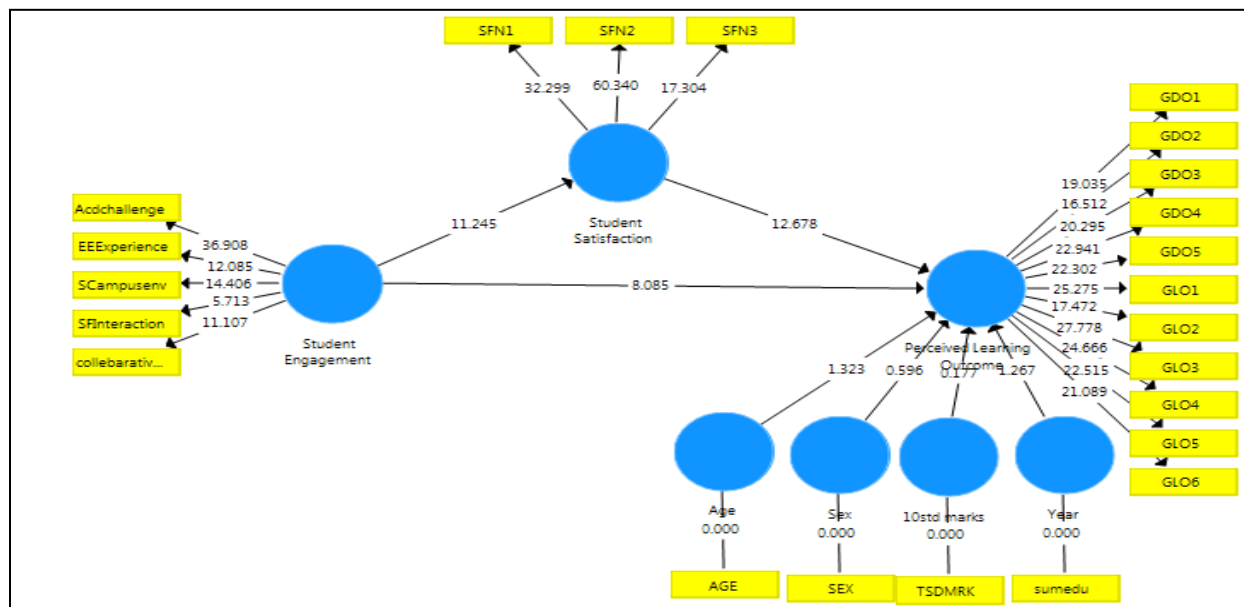 SFN1 SFN2 SFN3
32.299 60.340 17.304
Student
Satisfaction
Acdchallenge
EEExperience
SCampusenv
SFInteraction
collebarativ...
36.908
12.085
14.406
5.713
11.107
Student
Engagement
11.245
12.678
8.085
Perceived Learning
Outcome
GDO1
GDO2
GDO3
GDO4
GDO5
GLO1
GLO2
GLO3
GLO4
GLO5
GLO6
19.035
16.512
20.295
22.941
22.302
25.275
17.472
27.778
24.666
22.515
21.089
1.323 0.596 0.177 1.267
Age Sex 10std marks Year
0.000 0.000 0.000 0.000
AGE SEX TSDMRK sumedu